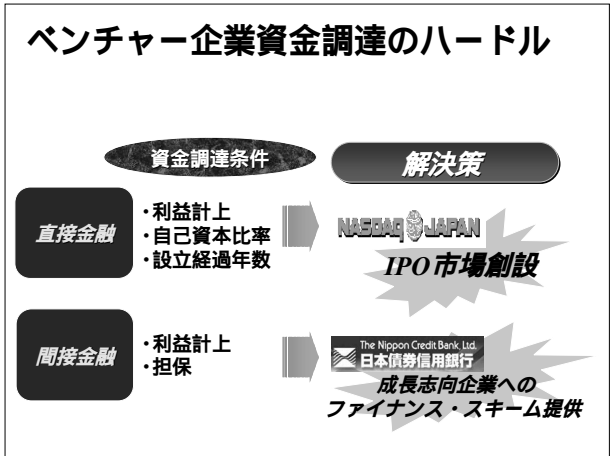 ベンチャー企業資金調達のハードル
資金調達条件
解決策
直接金融
・利益計上
・自己資本比率
・設立経過年数
NASDAQ JAPAN
IPO市場創設
間接金融
・利益計上
・担保
The Nippon Credit Bank, Ltd.
日本債券信用銀行
成長志向企業への
ファイナンス・スキーム提供